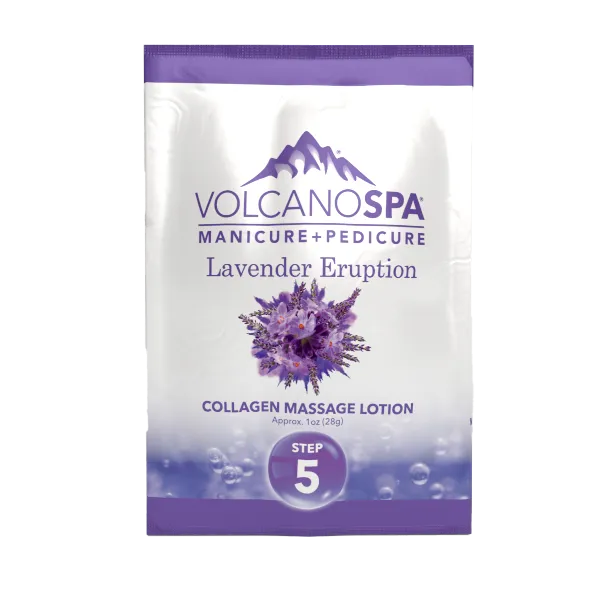 VOLCANOSPA®
MANICURE+PEDICURE
Lavender Eruption
COLLAGEN MASSAGE LOTION
Approx. 1oz (28g)
STEP
5